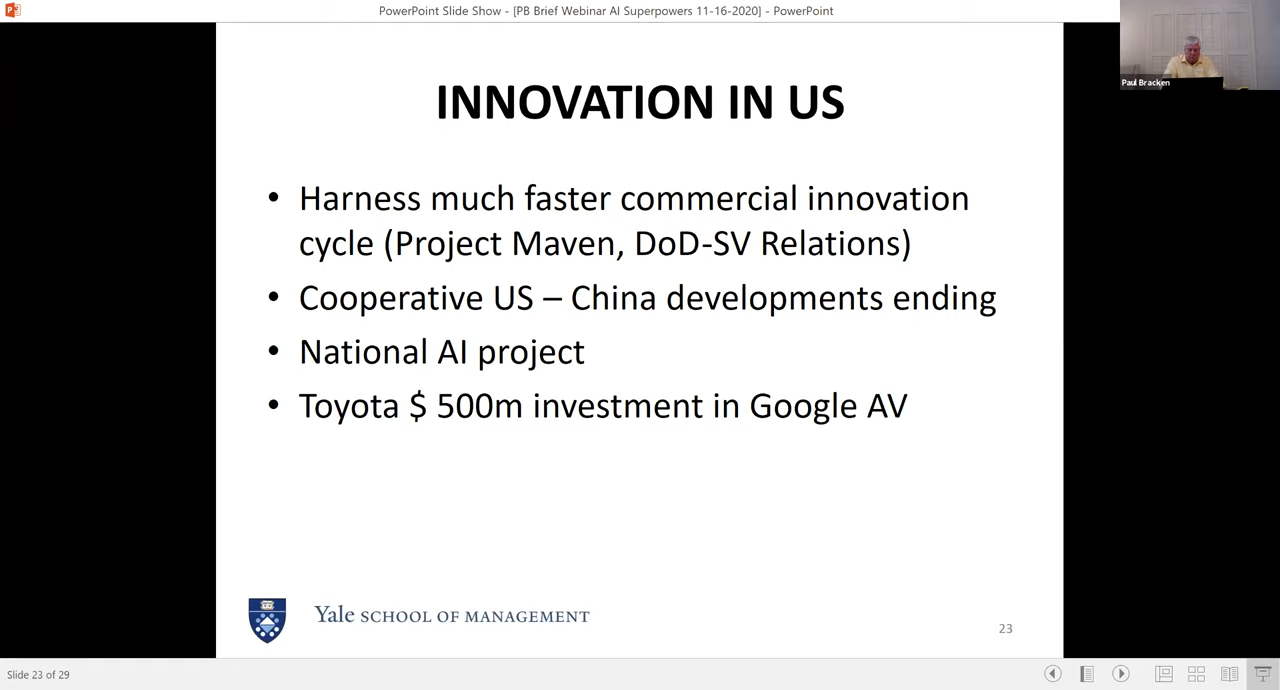 PowerPoint Slide Show - [PB Brief Webinar AI Superpowers 11-16-2020] - PowerPoint
Paul Bracken
INNOVATION IN US
• Harness much faster commercial innovation
cycle (Project Maven, DoD-SV Relations)
• Cooperative US – China developments ending
• National AI project
• Toyota $ 500m investment in Google AV
Yale SCHOOL OF MANAGEMENT
23
Slide 23 of 29